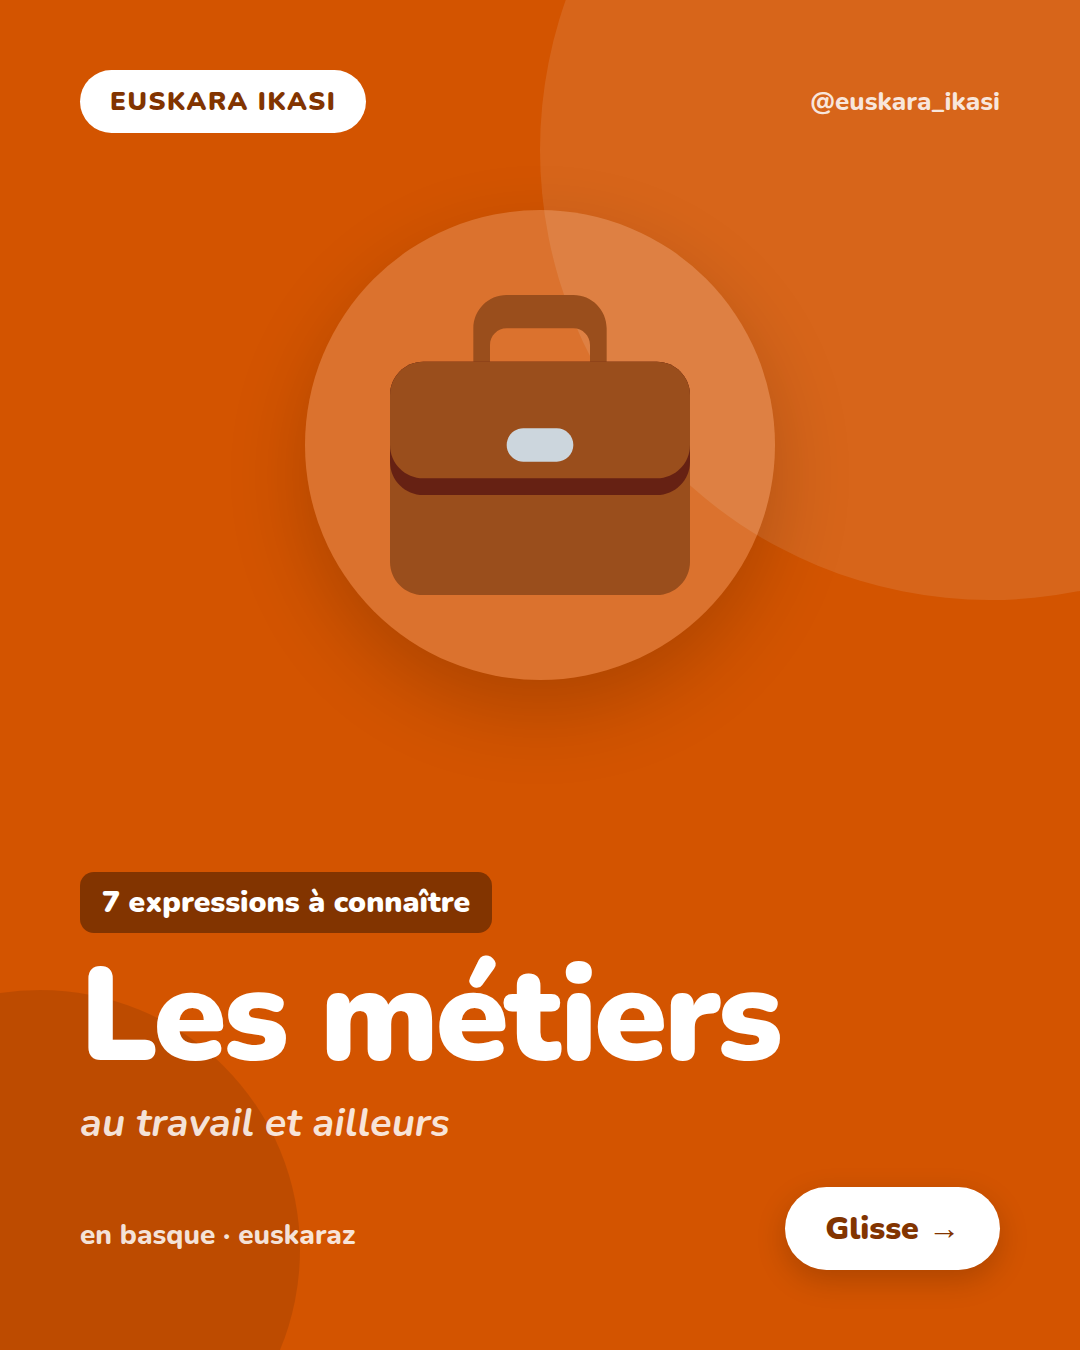 EUSKARA IKASI
@euskara_ikasi
7 expressions à connaître
Les métiers
au travail et ailleurs
en basque · euskaraz
Glisse →